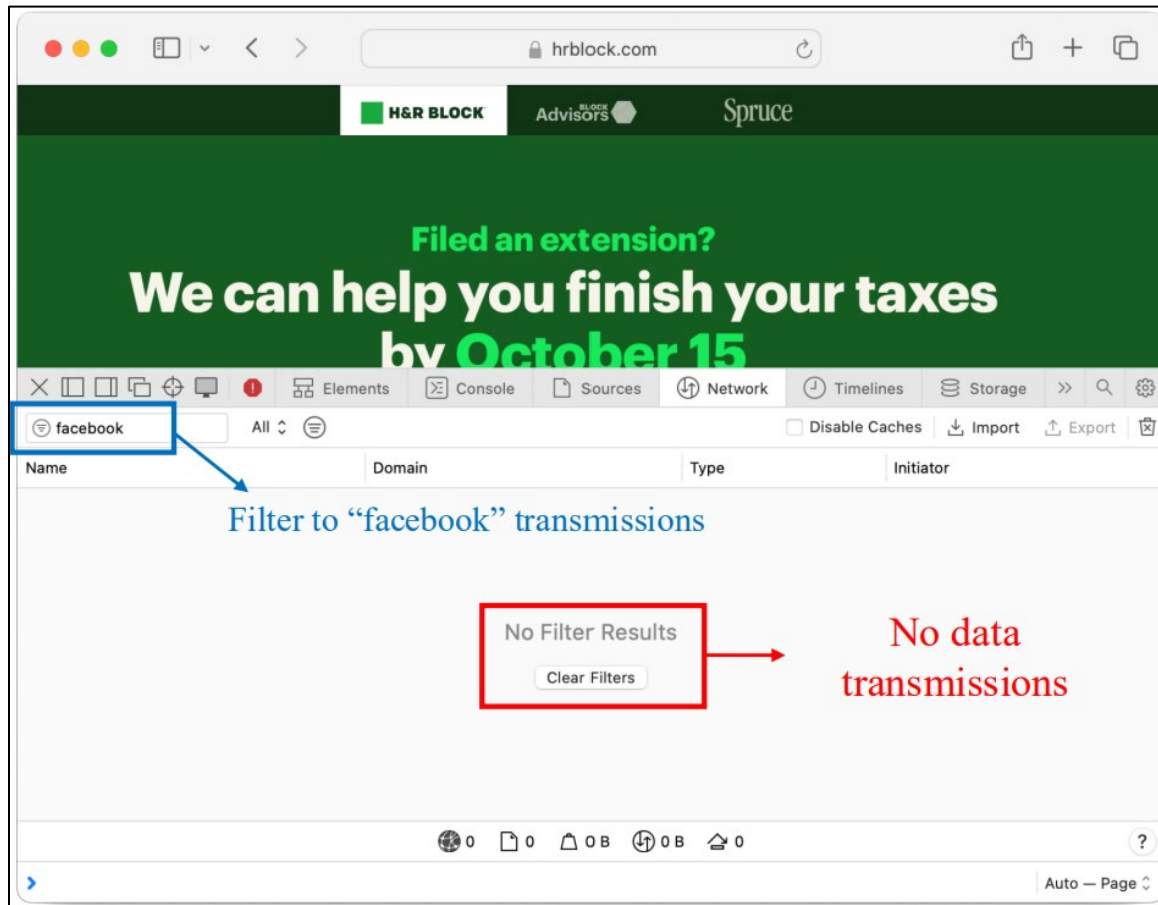 hrblock.com
H&R BLOCK
BLOCK
Advisors
Spruce
Filed an extension?
We can help you finish your taxes
by October 15
Elements Console Sources Network Timelines Storage
facebook All Disable Caches Import Export
Name Domain Type Initiator
Filter to “facebook” transmissions
No Filter Results
Clear Filters
No data
transmissions
0 0 0 B 0 B 0 ?
Auto — Page